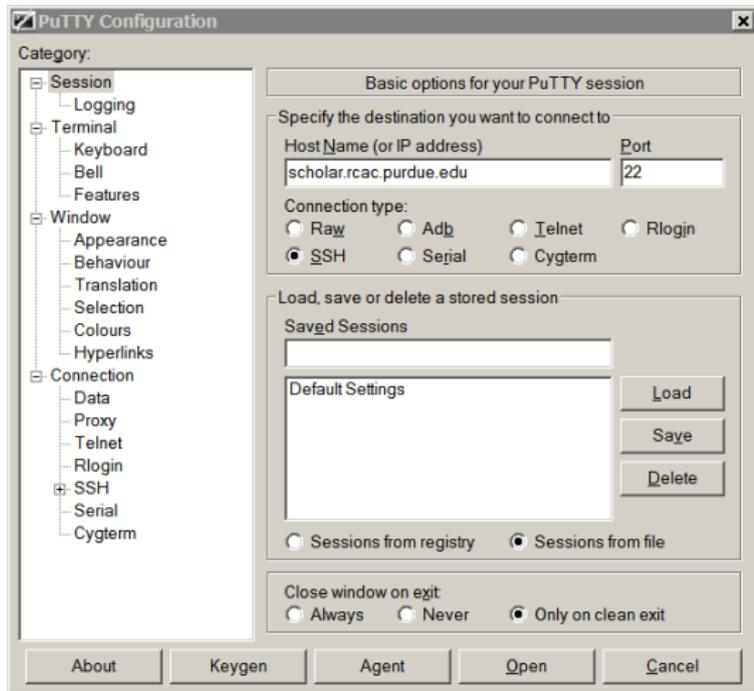 PuTTY Configuration
Category:
Session
Logging
Terminal
Keyboard
Bell
Features
Window
Appearance
Behaviour
Translation
Selection
Colours
Hyperlinks
Connection
Data
Proxy
Telnet
Rlogin
SSH
Serial
Cygterm
Basic options for your PuTTY session
Specify the destination you want to connect to
Host Name (or IP address) Port
scholar.rcac.purdue.edu 22
Connection type:
Raw Adb Telnet Rlogin
SSH Serial Cygterm
Load, save or delete a stored session
Saved Sessions
Default Settings
Load
Save
Delete
Sessions from registry Sessions from file
Close window on exit:
Always Never Only on clean exit
About Keygen Agent Open Cancel